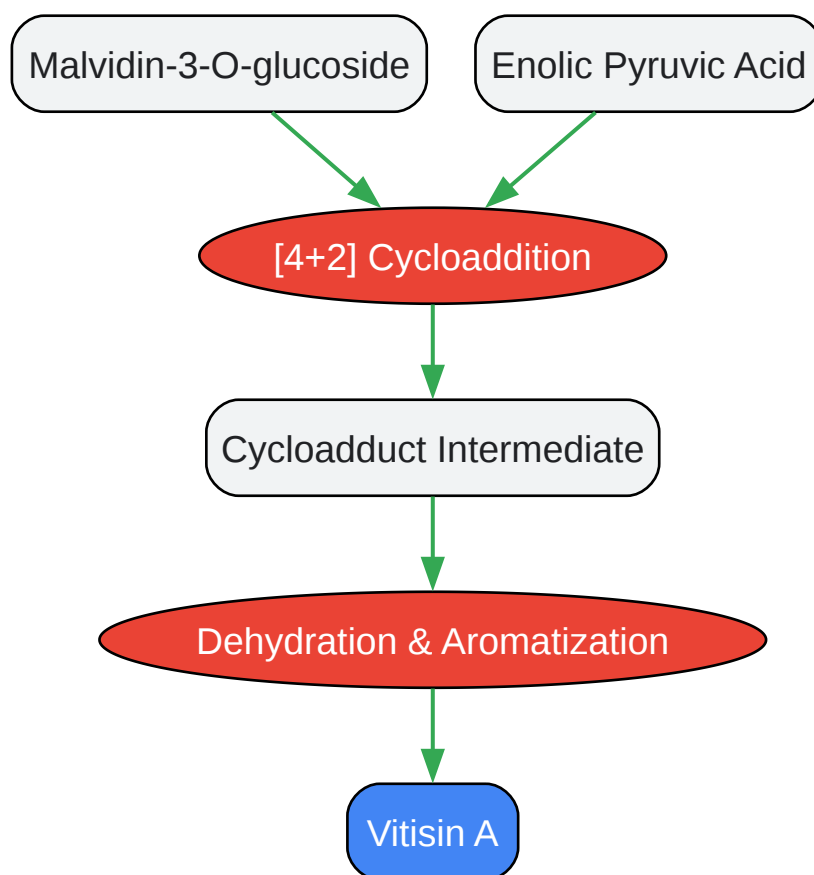 Malvidin-3-O-glucoside
Enolic Pyruvic Acid
[4+2] Cycloaddition
Cycloadduct Intermediate
Dehydration & Aromatization
Vitisin A